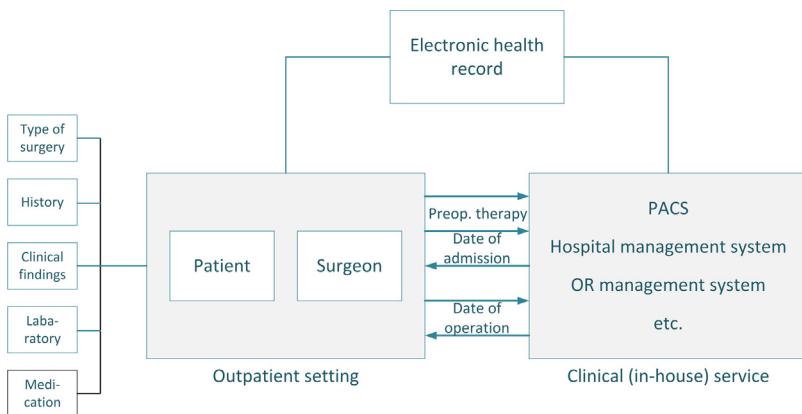 Electronic health
record
Type of
surgery
History
Clinical
findings
Laba-
ratory
Medi-
cation
Patient
Surgeon
Outpatient setting
Preop. therapy
Date of
admission
Date of
operation
PACS
Hospital management system
OR management system
etc.
Clinical (in-house) service